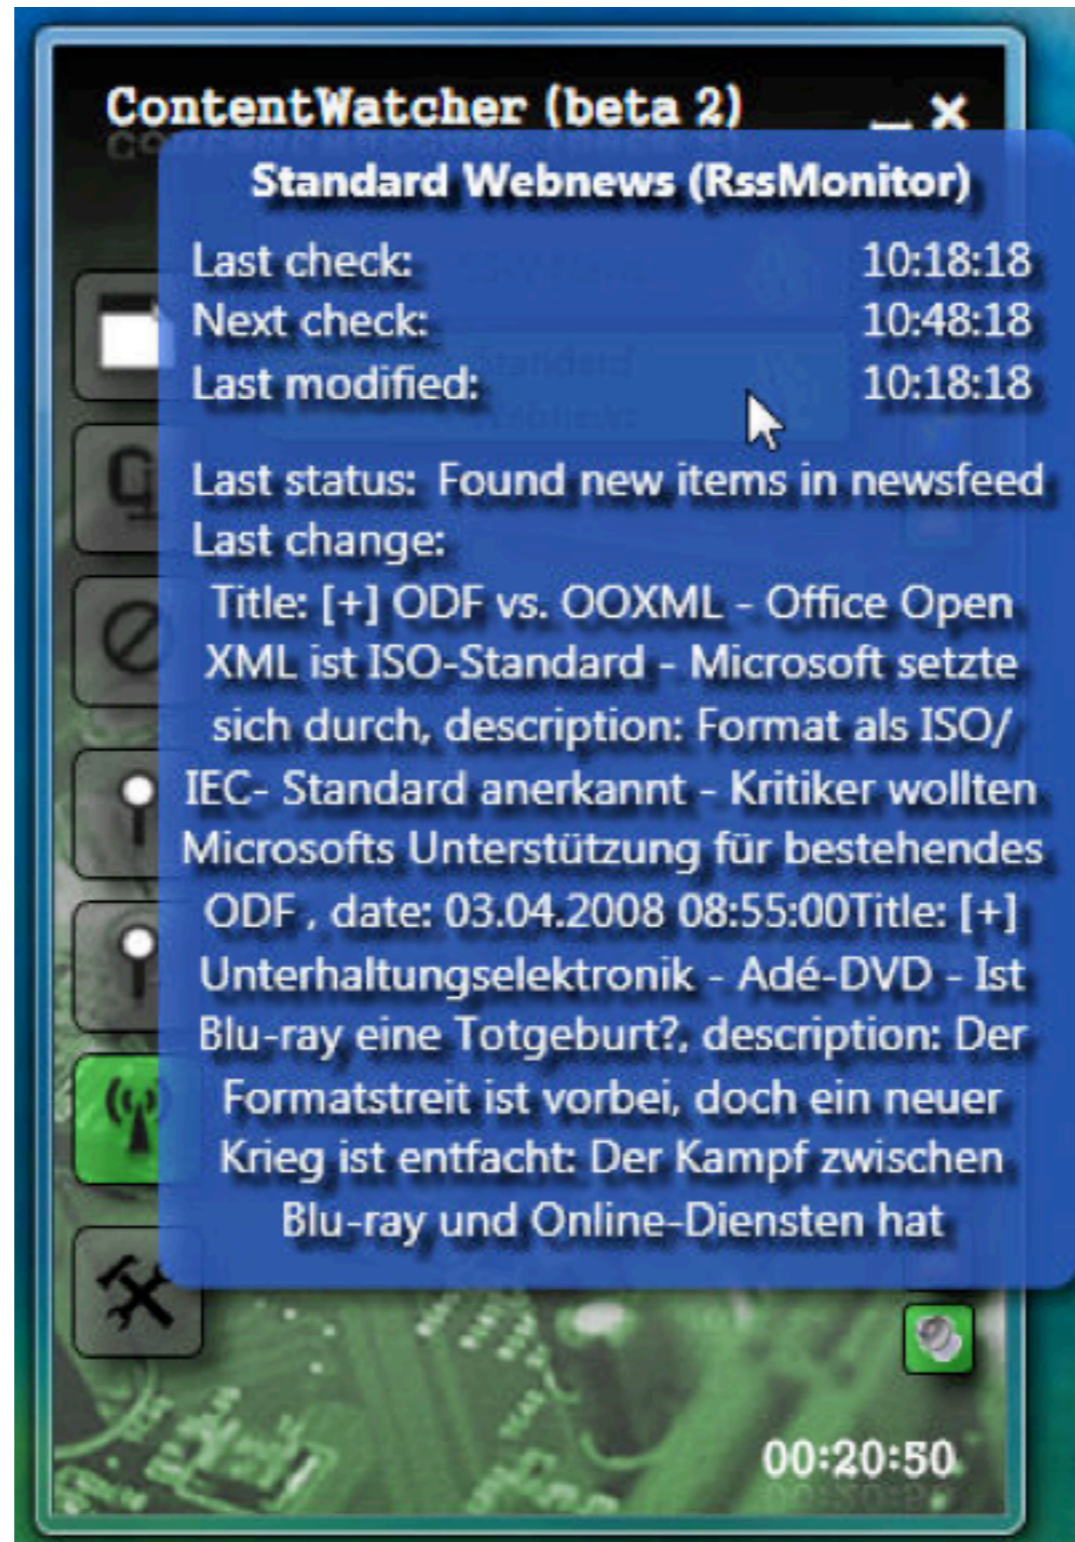 ContentWatcher (beta 2)
Standard Webnews (RssMonitor)
Last check: 10:18:18
Next check: 10:48:18
Last modified: 10:18:18
Last status: Found new items in newsfeed
Last change:
Title: [+] ODF vs. OOXML - Office Open
XML ist ISO-Standard - Microsoft setzte
sich durch, description: Format als ISO/
IEC- Standard anerkannt - Kritiker wollten
Microsofts Unterstützung für bestehendes
ODF , date: 03.04.2008 08:55:00Title: [+]
Unterhaltungselektronik - Adé-DVD - Ist
Blu-ray eine Totgeburt?, description: Der
Formatstreit ist vorbei, doch ein neuer
Krieg ist entfacht: Der Kampf zwischen
Blu-ray und Online-Diensten hat
00:20:50